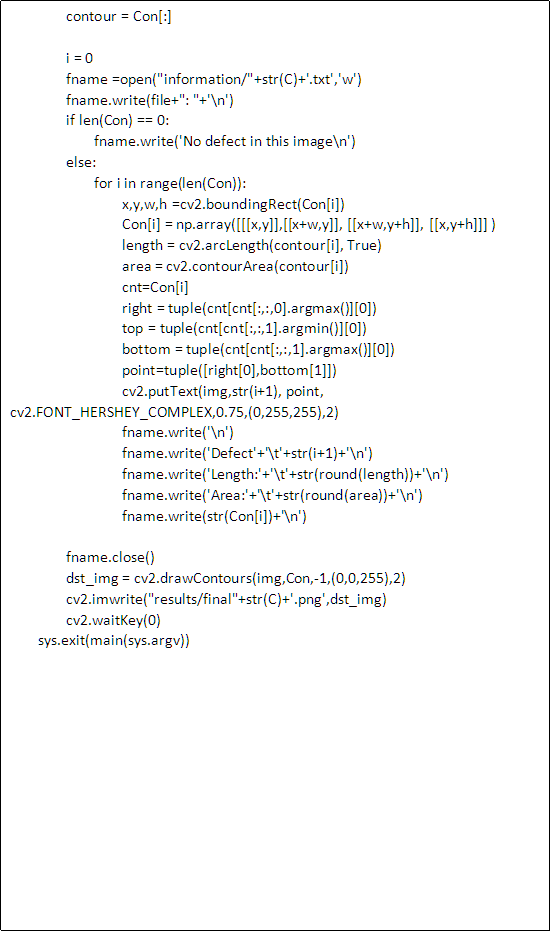 contour = Con[:]
i = 0
fname =open("information/"+str(C)+'.txt','w')
fname.write(file+": "+'\n')
if len(Con) == 0:
fname.write('No defect in this image\n')
else:
for i in range(len(Con)):
x,y,w,h =cv2.boundingRect(Con[i])
Con[i] = np.array([[[x,y]],[[x+w,y]], [[x+w,y+h]], [[x,y+h]]] )
length = cv2.arcLength(contour[i], True)
area = cv2.contourArea(contour[i])
cnt=Con[i]
right = tuple(cnt[cnt[:,:,0].argmax()][0])
top = tuple(cnt[cnt[:,:,1].argmin()][0])
bottom = tuple(cnt[cnt[:,:,1].argmax()][0])
point=tuple([right[0],bottom[1]])
cv2.putText(img,str(i+1), point,
cv2.FONT_HERSHEY_COMPLEX,0.75,(0,255,255),2)
fname.write('\n')
fname.write('Defect'+'\t'+str(i+1)+'\n')
fname.write('Length:'+'\t'+str(round(length))+'\n')
fname.write('Area:'+'\t'+str(round(area))+'\n')
fname.write(str(Con[i])+'\n')
fname.close()
dst_img = cv2.drawContours(img,Con,-1,(0,0,255),2)
cv2.imwrite("results/final"+str(C)+'.png',dst_img)
cv2.waitKey(0)
sys.exit(main(sys.argv))